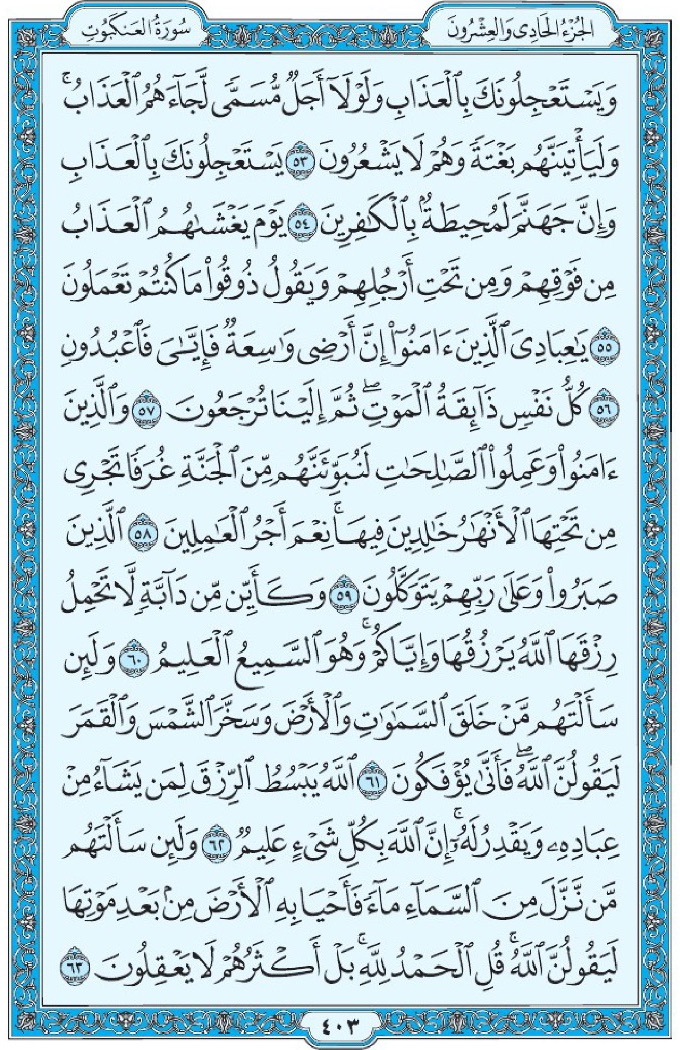 الجُزْءُ الحَادِي وَالعِشْرُونَ
سُورَةُ العَنكَبُوتِ
وَيَسْتَعْجِلُونَكَ بِٱلْعَذَابِ وَلَوْلَآ أَجَلٌ مُّسَمًّى لَّجَآءَهُمُ ٱلْعَذَابُۚ
وَلَيَأْتِيَنَّهُم بَغْتَةً وَهُمْ لَا يَشْعُرُونَ ٥٣ يَسْتَعْجِلُونَكَ بِٱلْعَذَابِ
وَإِنَّ جَهَنَّمَ لَمُحِيطَةٌۢ بِٱلْكَٰفِرِينَ ٥٤ يَوْمَ يَغْشَىٰهُمُ ٱلْعَذَابُ
مِن فَوْقِهِمْ وَمِن تَحْتِ أَرْجُلِهِمْ وَيَقُولُ ذُوقُوا۟ مَا كُنتُمْ تَعْمَلُونَ
٥٥ يَٰعِبَادِىَ ٱلَّذِينَ ءَامَنُوٓا۟ إِنَّ أَرْضِى وَٰسِعَةٌ فَإِيَّٰىَ فَٱعْبُدُونِ
٥٦ كُلُّ نَفْسٍ ذَآئِقَةُ ٱلْمَوْتِۖ ثُمَّ إِلَيْنَا تُرْجَعُونَ ٥٧ وَٱلَّذِينَ
ءَامَنُوا۟ وَعَمِلُوا۟ ٱلصَّٰلِحَٰتِ لَنُبَوِّئَنَّهُم مِّنَ ٱلْجَنَّةِ غُرَفًا تَجْرِى
مِن تَحْتِهَا ٱلْأَنْهَٰرُ خَٰلِدِينَ فِيهَاۚ نِعْمَ أَجْرُ ٱلْعَٰمِلِينَ ٥٨ ٱلَّذِينَ
صَبَرُوا۟ وَعَلَىٰ رَبِّهِمْ يَتَوَكَّلُونَ ٥٩ وَكَأَيِّن مِّن دَآبَّةٍ لَّا تَحْمِلُ
رِزْقَهَا ٱللَّهُ يَرْزُقُهَا وَإِيَّاكُمْۚ وَهُوَ ٱلسَّمِيعُ ٱلْعَلِيمُ ٦٠ وَلَئِن
سَأَلْتَهُم مَّنْ خَلَقَ ٱلسَّمَٰوَٰتِ وَٱلْأَرْضَ وَسَخَّرَ ٱلشَّمْسَ وَٱلْقَمَرَ
لَيَقُولُنَّ ٱللَّهُۖ فَأَنَّىٰ يُؤْفَكُونَ ٦١ ٱللَّهُ يَبْسُطُ ٱلرِّزْقَ لِمَن يَشَآءُ مِنْ
عِبَادِهِۦ وَيَقْدِرُ لَهُۥٓۚ إِنَّ ٱللَّهَ بِكُلِّ شَىْءٍ عَلِيمٌ ٦٢ وَلَئِن سَأَلْتَهُم
مَّن نَّزَّلَ مِنَ ٱلسَّمَآءِ مَآءً فَأَحْيَا بِهِ ٱلْأَرْضَ مِنۢ بَعْدِ مَوْتِهَا
لَيَقُولُنَّ ٱللَّهُۚ قُلِ ٱلْحَمْدُ لِلَّهِۚ بَلْ أَكْثَرُهُمْ لَا يَعْقِلُونَ ٦٣
٤٠٣